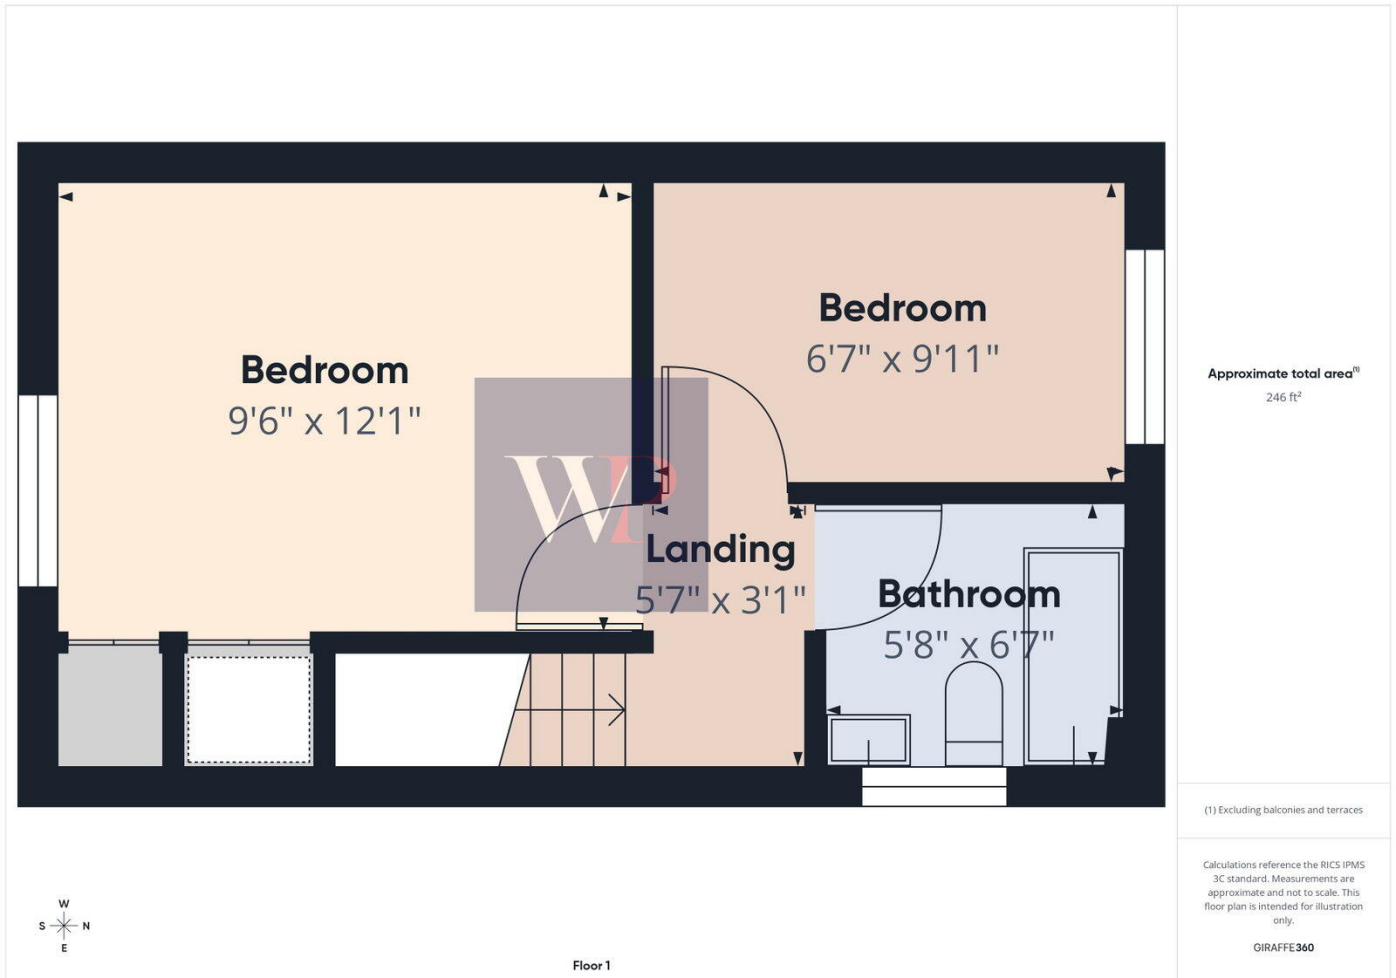 Bedroom
9'6" x 12'1"
Bedroom
6'7" x 9'11"
WP
Landing
5'7" x 3'1"
Bathroom
5'8" x 6'7"
Approximate total area(1)
246 ft²
(1) Excluding balconies and terraces
Calculations reference the RICS IPMS
3C standard. Measurements are
approximate and not to scale. This
floor plan is intended for illustration
only.
GIRAFFE360
W
S N
E
Floor 1